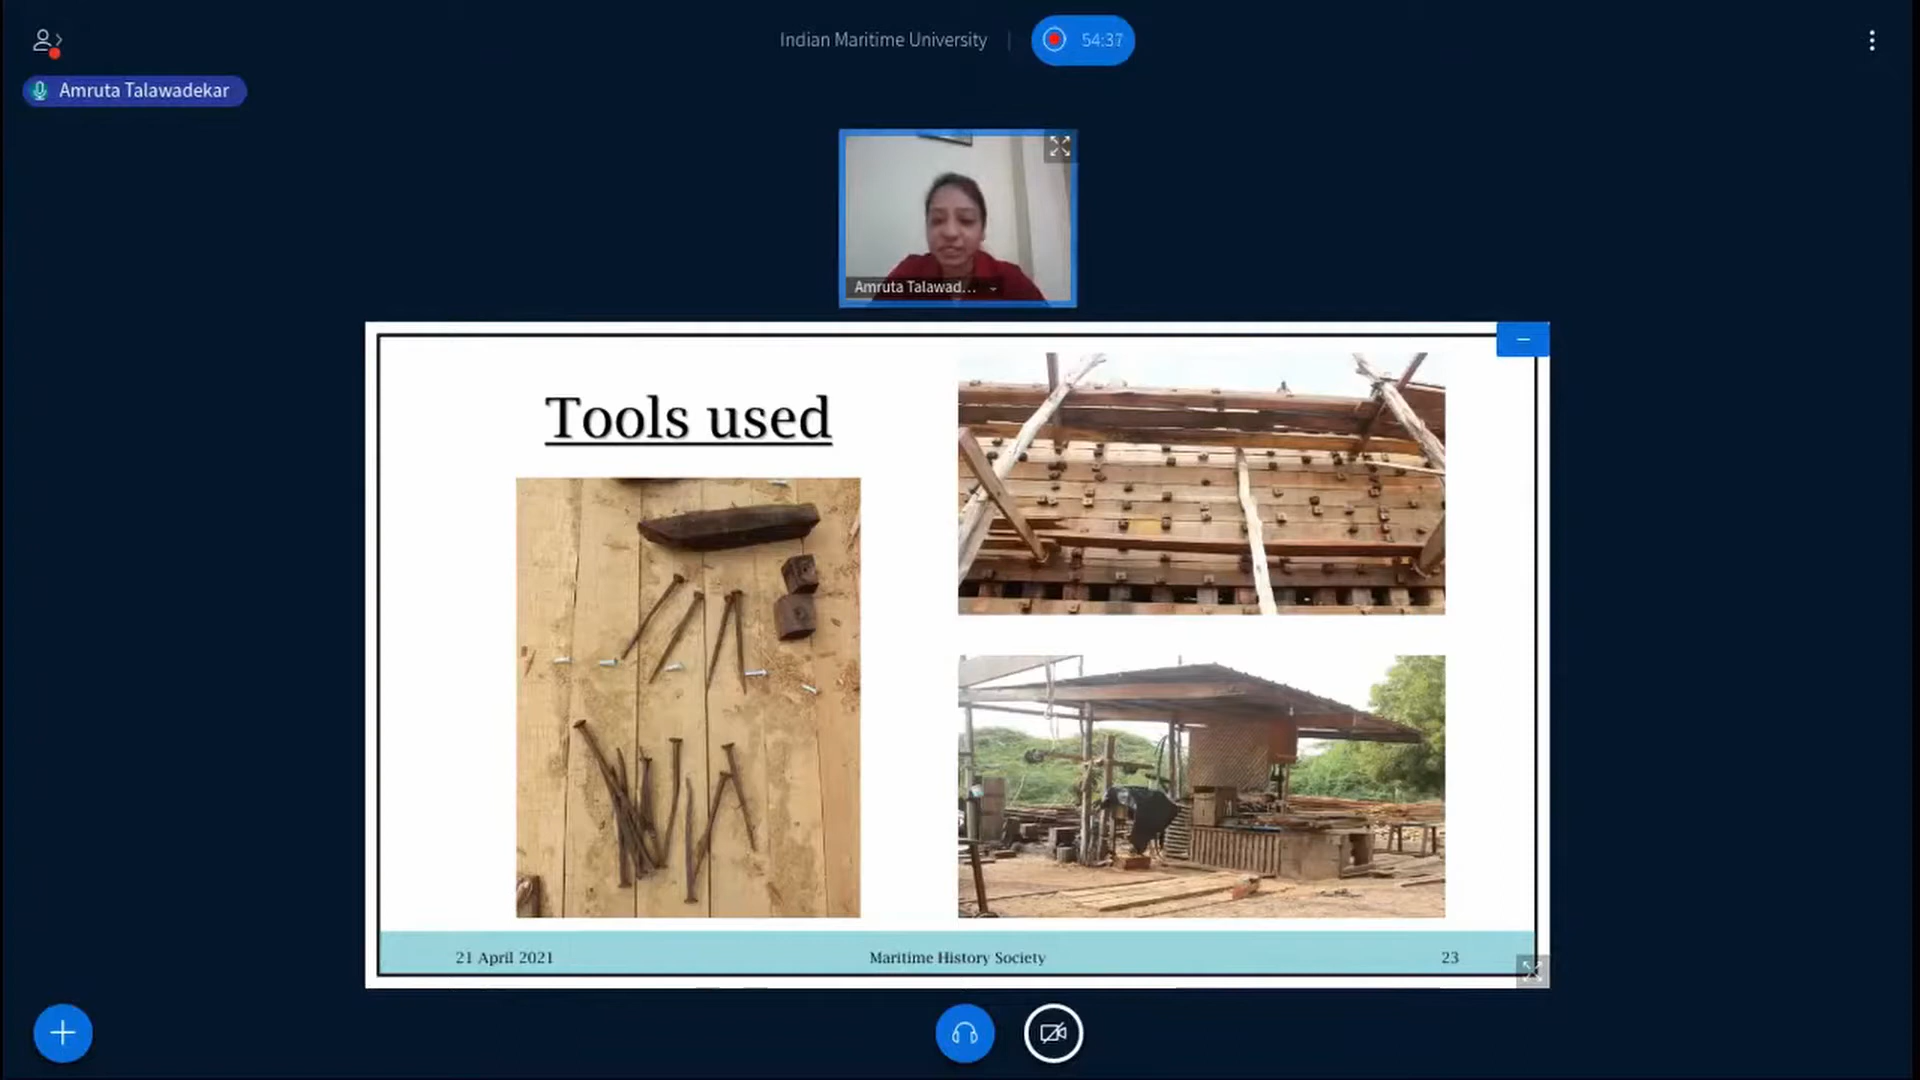 Indian Maritime University
54:37
Amruta Talawadekar
Amruta Talawad...
Tools used
21 April 2021
Maritime History Society
23